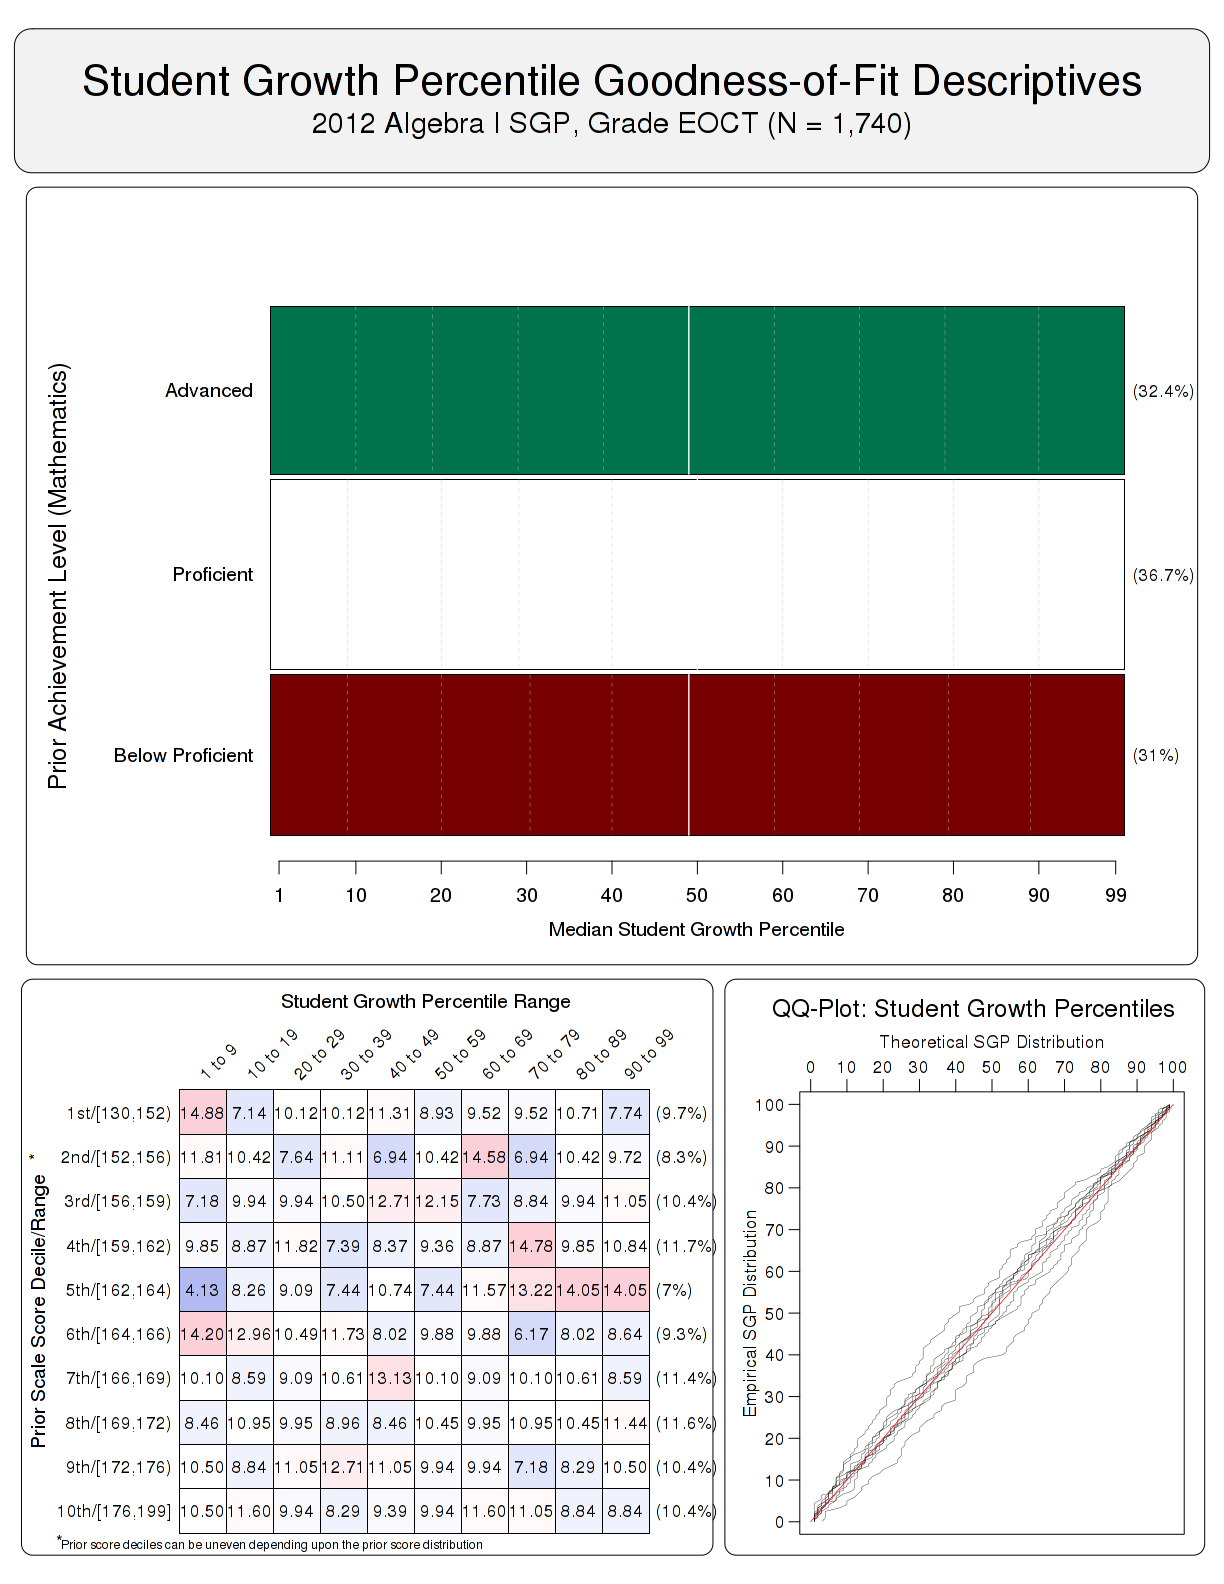 Student Growth Percentile Goodness-of-Fit Descriptives
2012 Algebra I SGP, Grade EOCT (N = 1,740)
Prior Achievement Level (Mathematics)
Advanced
(32.4%)
Proficient
(36.7%)
Below Proficient
(31%)
1 10 20 30 40 50 60 70 80 90 99
Median Student Growth Percentile
Student Growth Percentile Range
1 to 9 10 to 19 20 to 29 30 to 39 40 to 49 50 to 59 60 to 69 70 to 79 80 to 89 90 to 99
Prior Scale Score Decile/Range *
1st/[130,152) 14.88 7.14 10.12 10.12 11.31 8.93 9.52 9.52 10.71 7.74 (9.7%)
2nd/[152,156) 11.81 10.42 7.64 11.11 6.94 10.42 14.58 6.94 10.42 9.72 (8.3%)
3rd/[156,159) 7.18 9.94 9.94 10.50 12.71 12.15 7.73 8.84 9.94 11.05 (10.4%)
4th/[159,162) 9.85 8.87 11.82 7.39 8.37 9.36 8.87 14.78 9.85 10.84 (11.7%)
5th/[162,164) 4.13 8.26 9.09 7.44 10.74 7.44 11.57 13.22 14.05 14.05 (7%)
6th/[164,166) 14.20 12.96 10.49 11.73 8.02 9.88 9.88 6.17 8.02 8.64 (9.3%)
7th/[166,169) 10.10 8.59 9.09 10.61 13.13 10.10 9.09 10.10 10.61 8.59 (11.4%)
8th/[169,172) 8.46 10.95 9.95 8.96 8.46 10.45 9.95 10.95 10.45 11.44 (11.6%)
9th/[172,176) 10.50 8.84 11.05 12.71 11.05 9.94 9.94 7.18 8.29 10.50 (10.4%)
10th/[176,199] 10.50 11.60 9.94 8.29 9.39 9.94 11.60 11.05 8.84 8.84 (10.4%)
*Prior score deciles can be uneven depending upon the prior score distribution
QQ-Plot: Student Growth Percentiles
Theoretical SGP Distribution
0 10 20 30 40 50 60 70 80 90 100
Empirical SGP Distribution
100
90
80
70
60
50
40
30
20
10
0